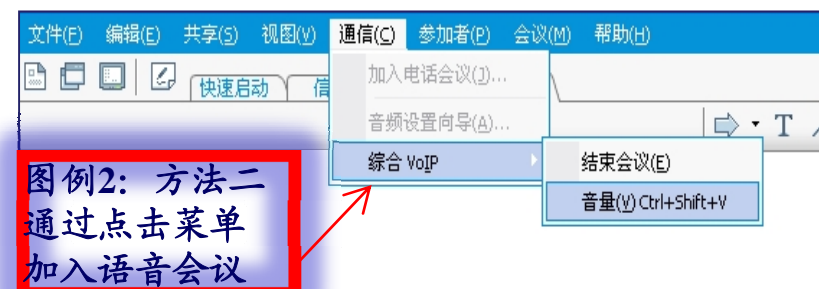 文件(F) 编辑(E) 共享(S) 视图(V) 通信(C) 参加者(P) 会议(M) 帮助(H)
快速启动 信
加入电话会议(J)...
音频设置向导(A)...
综合 VoIP
结束会议(E)
音量(V) Ctrl+Shift+V
T
图例2：方法二
通过点击菜单
加入语音会议